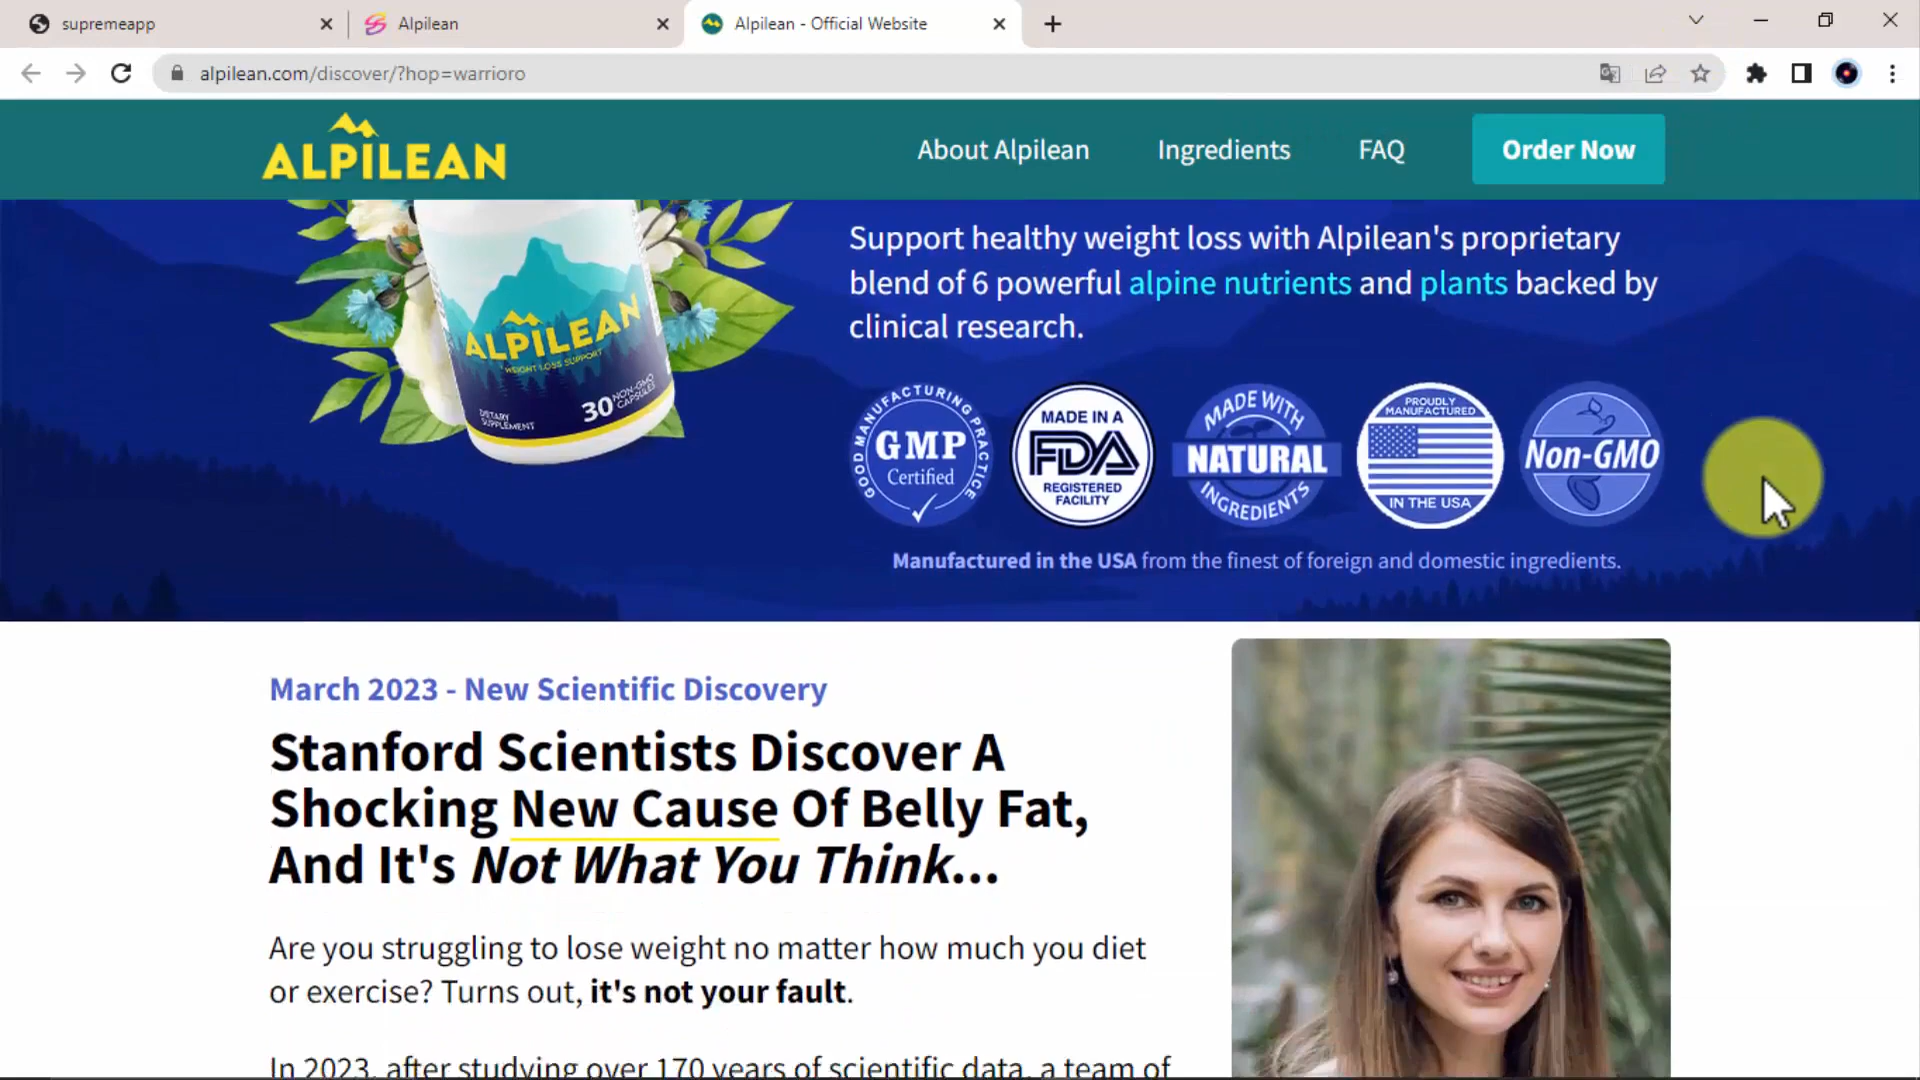 supremeapp
Alpilean
Alpilean - Official Website
alpilean.com/discover/?hop=warrioro
ALPILEAN
About Alpilean
Ingredients
FAQ
Order Now
Support healthy weight loss with Alpilean's proprietary
blend of 6 powerful alpine nutrients and plants backed by
clinical research.
ALPILEAN
WEIGHT LOSS SUPPORT
DIETARY
SUPPLEMENT
30 NON-GMO
CAPSULES
GOOD MANUFACTURING PRACTICE
GMP
Certified
MADE IN A
FDA
REGISTERED
FACILITY
MADE WITH
NATURAL
INGREDIENTS
PROUDLY
MANUFACTURED
IN THE USA
Non-GMO
Manufactured in the USA from the finest of foreign and domestic ingredients.
March 2023 - New Scientific Discovery
Stanford Scientists Discover A
Shocking New Cause Of Belly Fat,
And It's Not What You Think...
Are you struggling to lose weight no matter how much you diet
or exercise? Turns out, it's not your fault.
In 2023, after studying over 170 years of scientific data, a team of